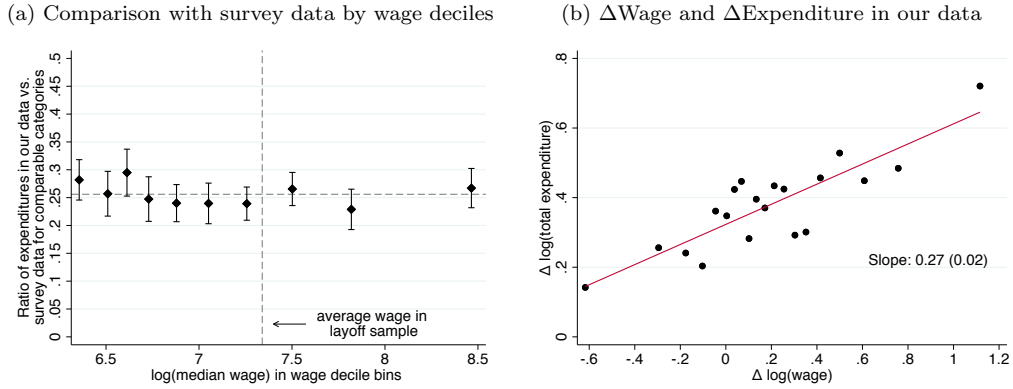 (a) Comparison with survey data by wage deciles
Ratio of expenditures in our data vs.
survey data for comparable categories
.5
.45
.4
.35
.3
.25
.2
.15
.1
.05
0
average wage in
layoff sample
6.5 7 7.5 8 8.5
log(median wage) in wage decile bins
(b) ΔWage and ΔExpenditure in our data
Δ log(total expenditure)
.8
.6
.4
.2
0
Slope: 0.27 (0.02)
-.6 -.4 -.2 0 .2 .4 .6 .8 1 1.2
Δ log(wage)